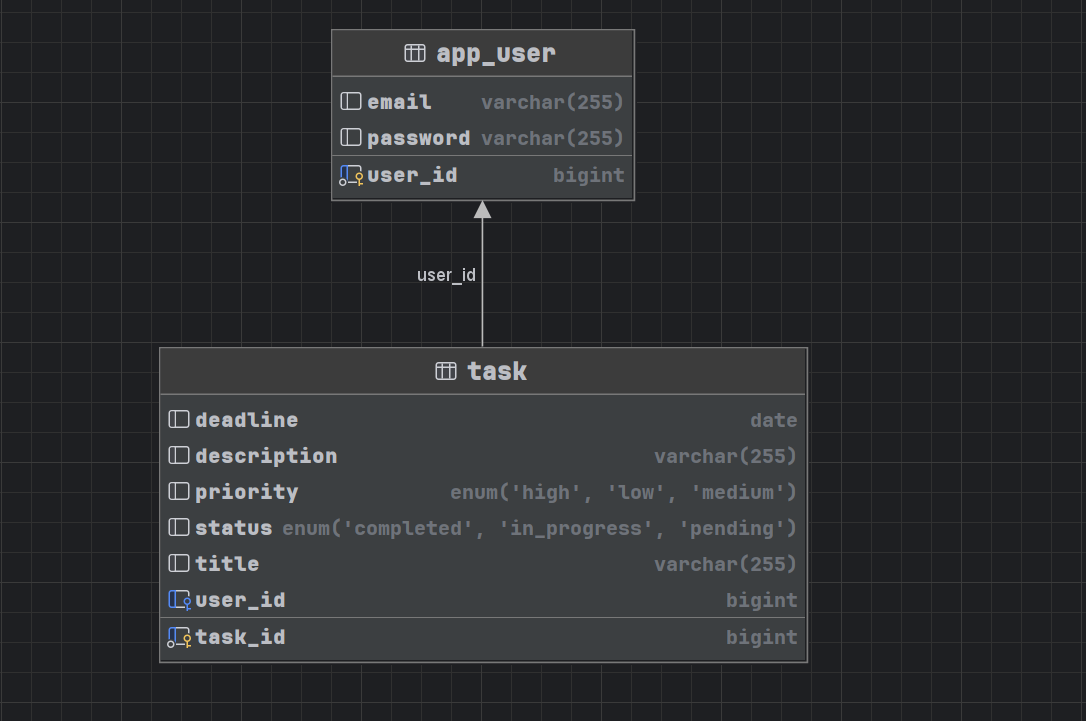 app_user
email varchar(255)
password varchar(255)
user_id bigint
user_id
task
deadline date
description varchar(255)
priority enum('high', 'low', 'medium')
status enum('completed', 'in_progress', 'pending')
title varchar(255)
user_id bigint
task_id bigint